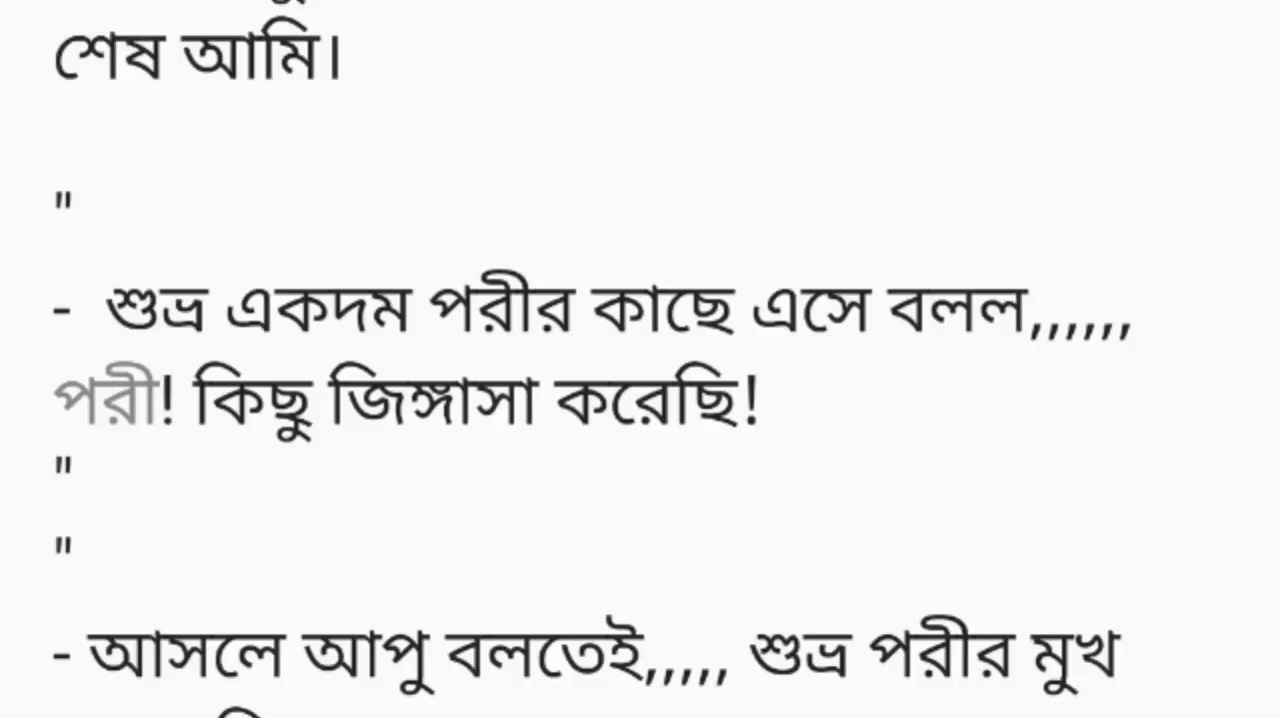 শেষ আমি।
"
- শুভ্র একদম পরীর কাছে এসে বলল,,,,,,
পরী! কিছু জিঙ্গাসা করেছি!
"
"
- আসলে আপু বলতেই,,,,, শুভ্র পরীর মুখ